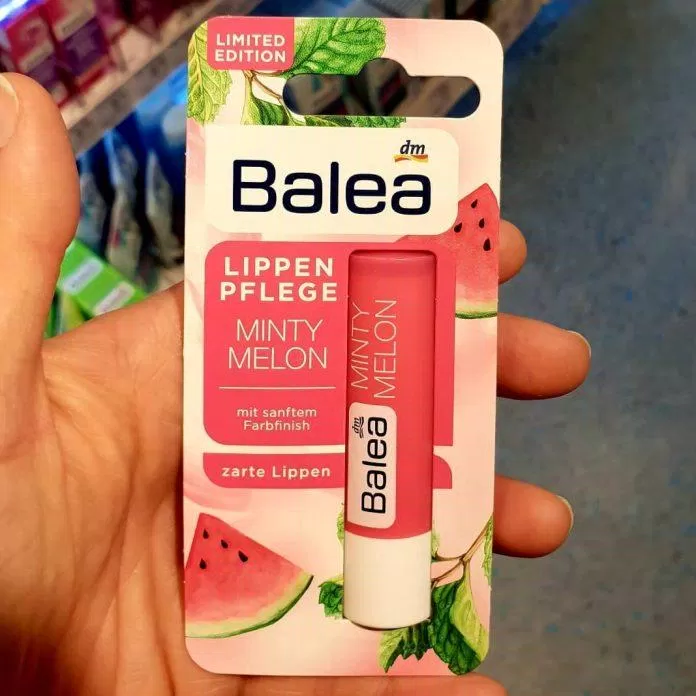 LIMITED
EDITION
dm
Balea
LIPPEN
PFLEGE
MINTY
MELON
mit sanftem
Farbfinish
zarte Lippen
MINTY
MELON
dm
Balea